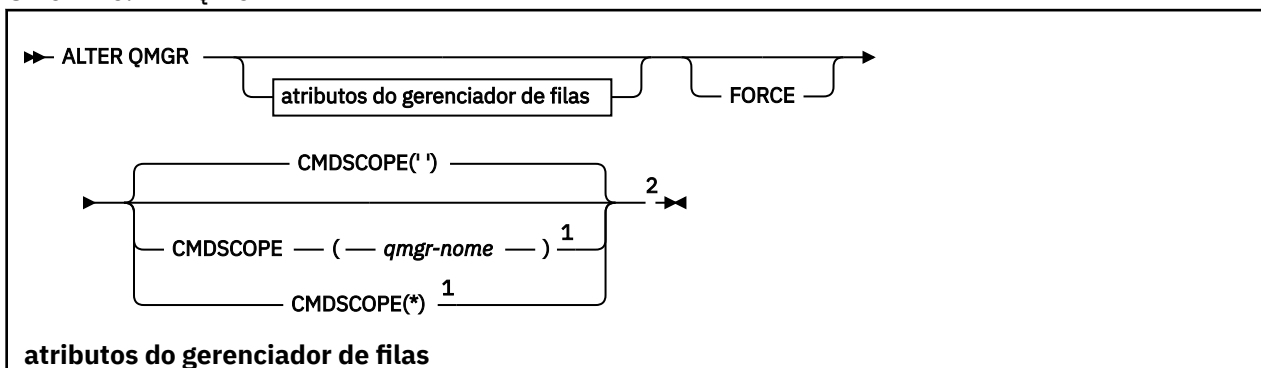 ALTER QMGR
atributos do gerenciador de filas
FORCE
CMDSCOPE(' ')
2
CMDSCOPE ( qmgr-nome ) 1
CMDSCOPE(*) 1
atributos do gerenciador de filas